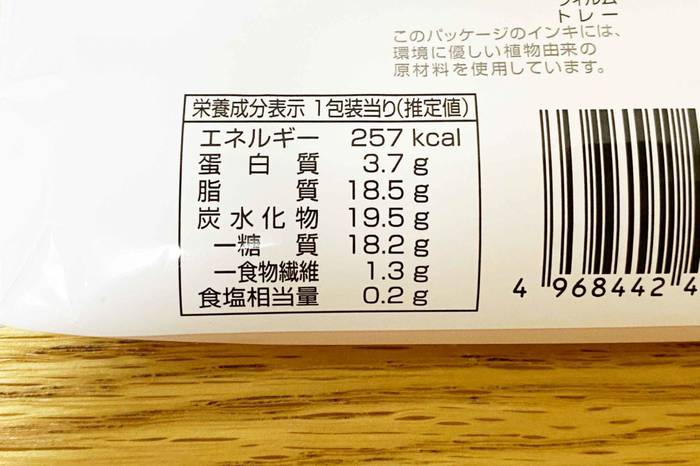 フィルム
トレー
このパッケージのインキには、
環境に優しい植物由来の
原材料を使用しています。
栄養成分表示 1包装当り(推定値)
エネルギー 257 kcal
蛋白質 3.7 g
脂質 18.5 g
炭水化物 19.5 g
ー糖質 18.2 g
ー食物繊維 1.3 g
食塩相当量 0.2 g
4 968442 4